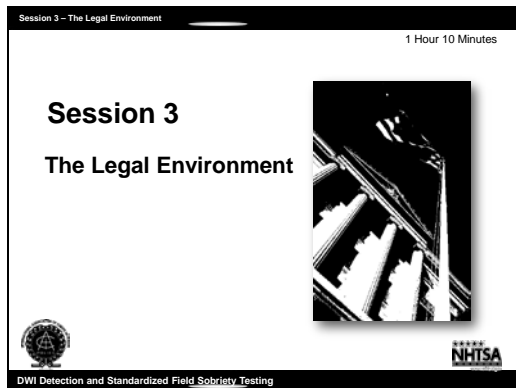 Session 3 – The Legal Environment
1 Hour 10 Minutes
Session 3
The Legal Environment
NHTSA
DWI Detection and Standardized Field Sobriety Testing